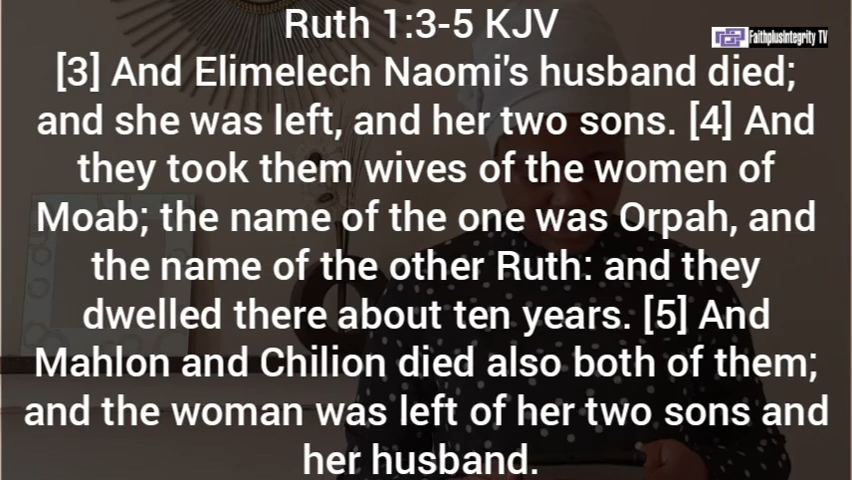 Ruth 1:3-5 KJV
FaithplusIntegrity TV
[3] And Elimelech Naomi's husband died;
and she was left, and her two sons. [4] And
they took them wives of the women of
Moab; the name of the one was Orpah, and
the name of the other Ruth: and they
dwelled there about ten years. [5] And
Mahlon and Chilion died also both of them;
and the woman was left of her two sons and
her husband.